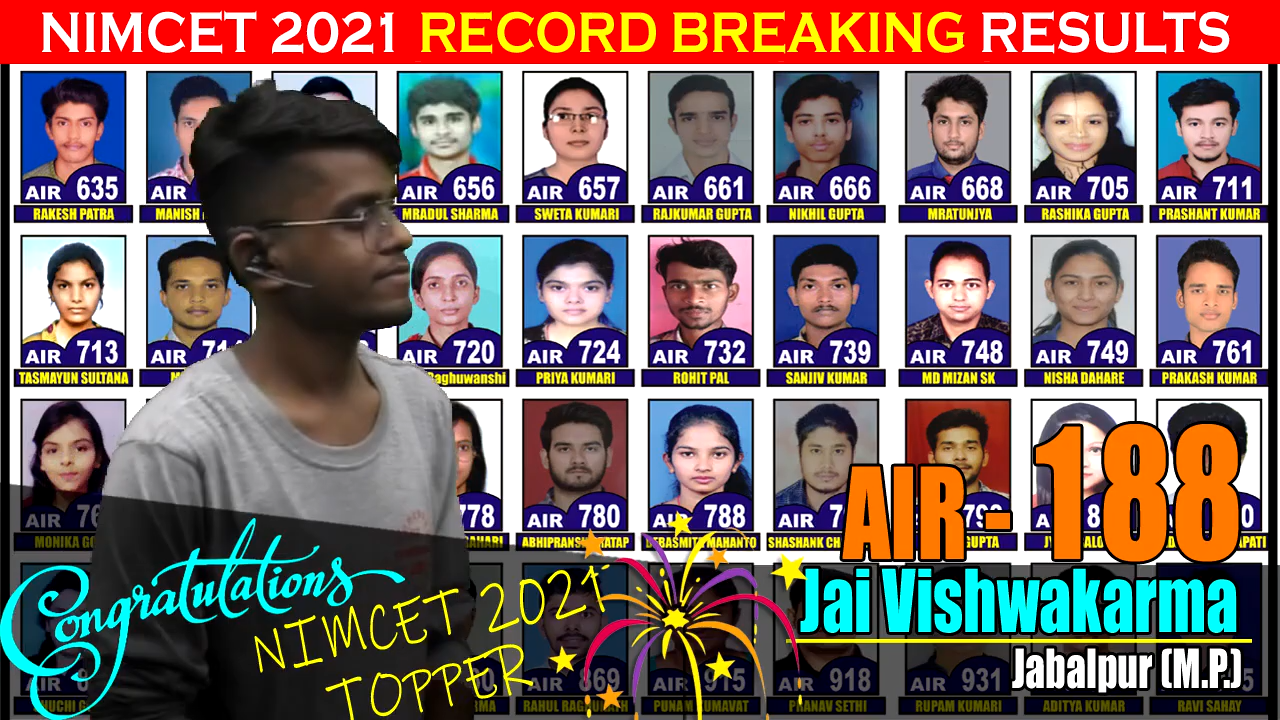 NIMCET 2021 RECORD BREAKING RESULTS
AIR 635
AIR
AIR 656
AIR 657
AIR 661
AIR 666
AIR 668
AIR 705
AIR 711
RAKESH PATRA
MANISH
MRADUL SHARMA
SWETA KUMARI
RAJKUMAR GUPTA
NIKHIL GUPTA
MRATUNJYA
RASHIKA GUPTA
PRASHANT KUMAR
AIR 713
AIR 714
720
AIR 724
AIR 732
AIR 739
AIR 748
AIR 749
AIR 761
TASMAYUN SULTANA
Raghuwanshi
PRIYA KUMARI
ROHIT PAL
SANJIV KUMAR
MD MIZAN SK
NISHA DAHARE
PRAKASH KUMAR
AIR
778
AIR 780
AIR 788
AIR
AIR - 188
MONIKA
GUPTA
Jai Vishwakarma
Jabalpur (M.P.)
Congratulations
NIMCET 2021
TOPPER
869
915
AIR 918
AIR 931
PRANAV SETHI
RUPAM KUMARI
ADITYA KUMAR
RAVI SAHAY